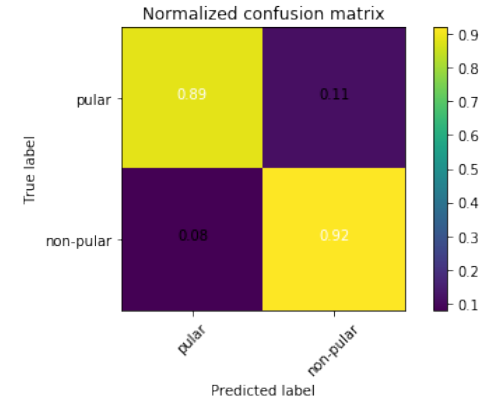 Normalized confusion matrix
True label
pular
0.89
0.11
non-pular
0.08
0.92
pular
non-pular
Predicted label
0.9
0.8
0.7
0.6
0.5
0.4
0.3
0.2
0.1